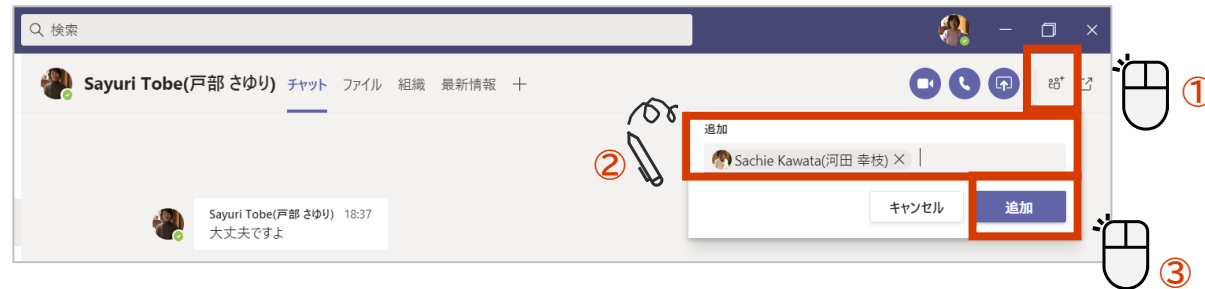 検索
Sayuri Tobe(戸部 さゆり) チャット ファイル 組織 最新情報 +
①
追加
② Sachie Kawata(河田 幸枝) ×
キャンセル 追加
Sayuri Tobe(戸部 さゆり) 18:37
大丈夫ですよ
③